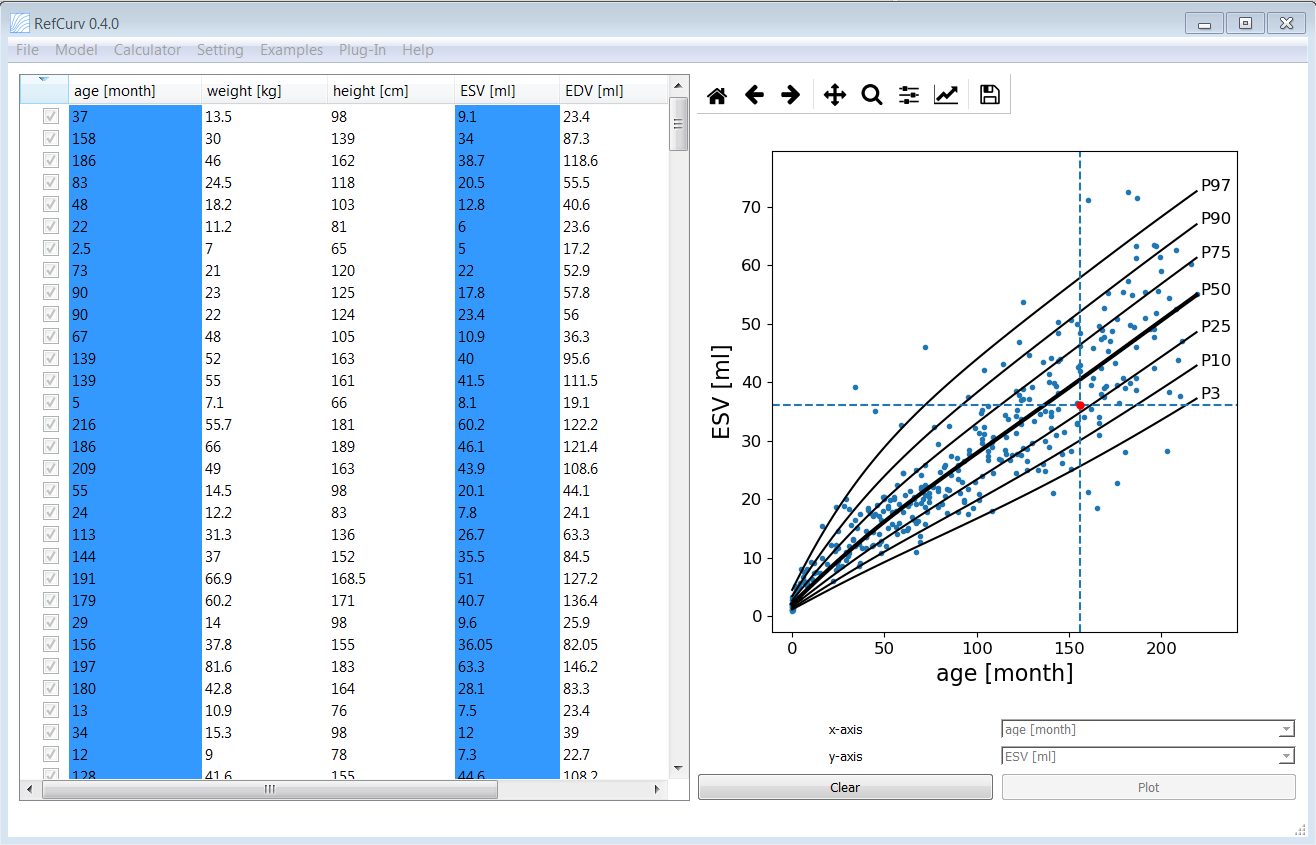 RefCurv 0.4.0
File Model Calculator Setting Examples Plug-In Help
age [month] weight [kg] height [cm] ESV [ml] EDV [ml]
37 13.5 98 9.1 23.4
158 30 139 34 87.3
186 46 162 38.7 118.6
83 24.5 118 20.5 55.5
48 18.2 103 12.8 40.6
22 11.2 81 6 23.6
2.5 7 65 5 17.2
73 21 120 22 52.9
90 23 125 17.8 57.8
90 22 124 23.4 56
67 48 105 10.9 36.3
139 52 163 40 95.6
139 55 161 41.5 111.5
5 7.1 66 8.1 19.1
216 55.7 181 60.2 122.2
186 66 189 46.1 121.4
209 49 163 43.9 108.6
55 14.5 98 20.1 44.1
24 12.2 83 7.8 24.1
113 31.3 136 26.7 63.3
144 37 152 35.5 84.5
191 66.9 168.5 51 127.2
179 60.2 171 40.7 136.4
29 14 98 9.6 25.9
156 37.8 155 36.05 82.05
197 81.6 183 63.3 146.2
180 42.8 164 28.1 83.3
13 10.9 76 7.5 23.4
34 15.3 98 12 39
12 9 78 7.3 22.7
128 41.6 155 44.6 108.2
P97
P90
P75
P50
P25
P10
P3
70
60
50
40
30
20
10
0
ESV [ml]
0 50 100 150 200
age [month]
x-axis age [month]
y-axis ESV [ml]
Clear Plot